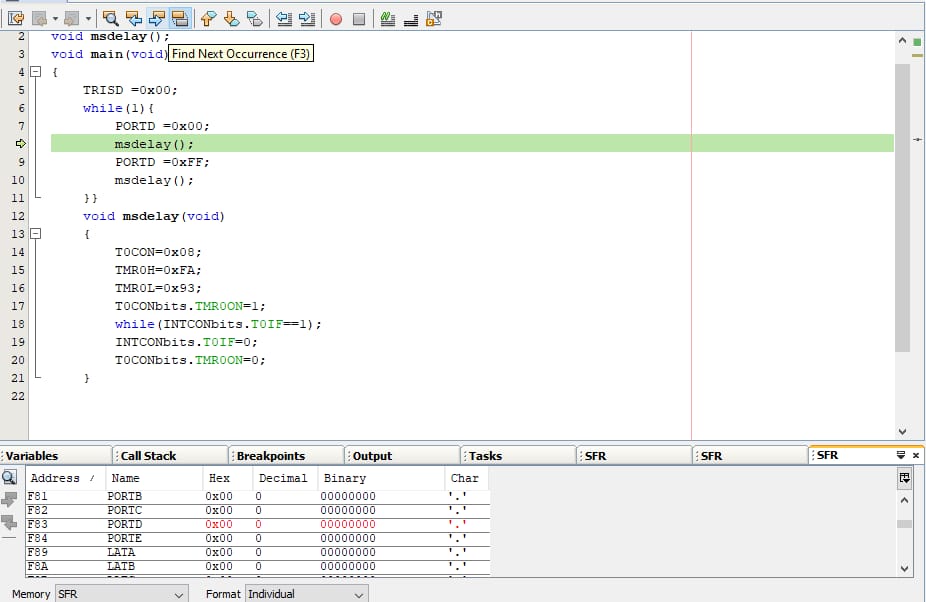 2 void msdelay();
3 void main(void) Find Next Occurrence (F3)
4 {
5 TRISD =0x00;
6 while(1){
7 PORTD =0x00;
msdelay();
9 PORTD =0xFF;
10 msdelay();
11 }}
12 void msdelay(void)
13 {
14 T0CON=0x08;
15 TMR0H=0xFA;
16 TMR0L=0x93;
17 T0CONbits.TMR0ON=1;
18 while(INTCONbits.T0IF==1);
19 INTCONbits.T0IF=0;
20 T0CONbits.TMR0ON=0;
21 }
22
Variables Call Stack Breakpoints Output Tasks SFR SFR SFR
Address / Name Hex Decimal Binary Char
F81 PORTB 0x00 0 00000000 '.'
F82 PORTC 0x00 0 00000000 '.'
F83 PORTD 0x00 0 00000000 '.'
F84 PORTE 0x00 0 00000000 '.'
F89 LATA 0x00 0 00000000 '.'
F8A LATB 0x00 0 00000000 '.'
Memory SFR Format Individual